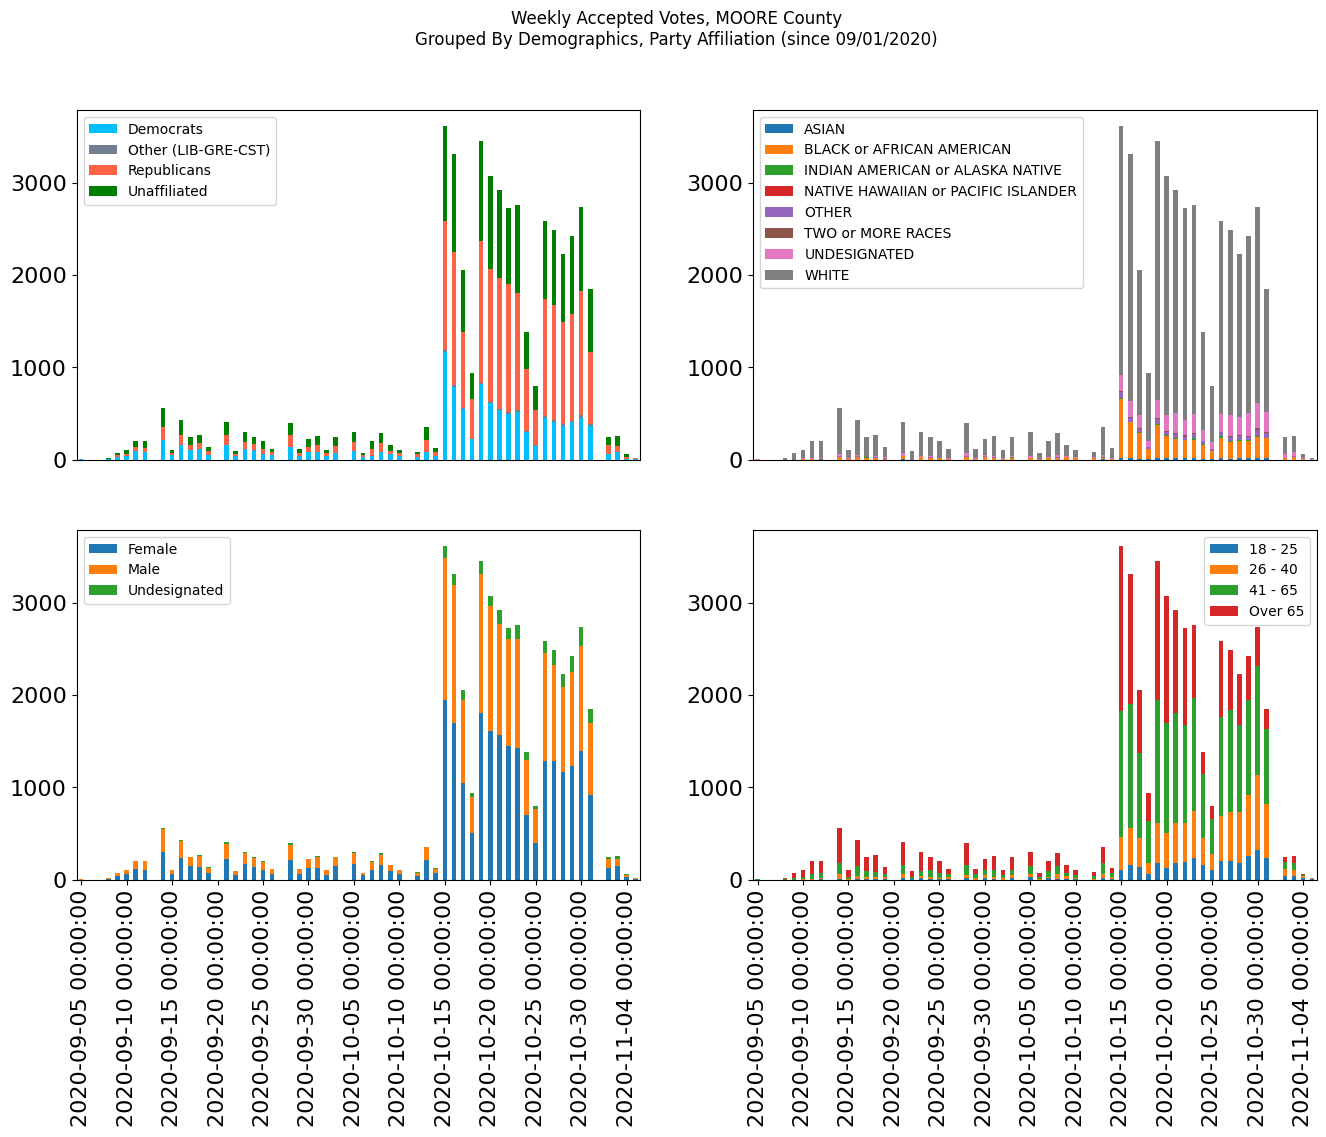 Weekly Accepted Votes, MOORE County
Grouped By Demographics, Party Affiliation (since 09/01/2020)
Democrats
Other (LIB-GRE-CST)
Republicans
Unaffiliated
3000
2000
1000
0
ASIAN
BLACK or AFRICAN AMERICAN
INDIAN AMERICAN or ALASKA NATIVE
NATIVE HAWAIIAN or PACIFIC ISLANDER
OTHER
TWO or MORE RACES
UNDESIGNATED
WHITE
3000
2000
1000
0
Female
Male
Undesignated
3000
2000
1000
0
2020-09-05 00:00:00
2020-09-10 00:00:00
2020-09-15 00:00:00
2020-09-20 00:00:00
2020-09-25 00:00:00
2020-09-30 00:00:00
2020-10-05 00:00:00
2020-10-10 00:00:00
2020-10-15 00:00:00
2020-10-20 00:00:00
2020-10-25 00:00:00
2020-10-30 00:00:00
2020-11-04 00:00:00
18 - 25
26 - 40
41 - 65
Over 65
3000
2000
1000
0
2020-09-05 00:00:00
2020-09-10 00:00:00
2020-09-15 00:00:00
2020-09-20 00:00:00
2020-09-25 00:00:00
2020-09-30 00:00:00
2020-10-05 00:00:00
2020-10-10 00:00:00
2020-10-15 00:00:00
2020-10-20 00:00:00
2020-10-25 00:00:00
2020-10-30 00:00:00
2020-11-04 00:00:00